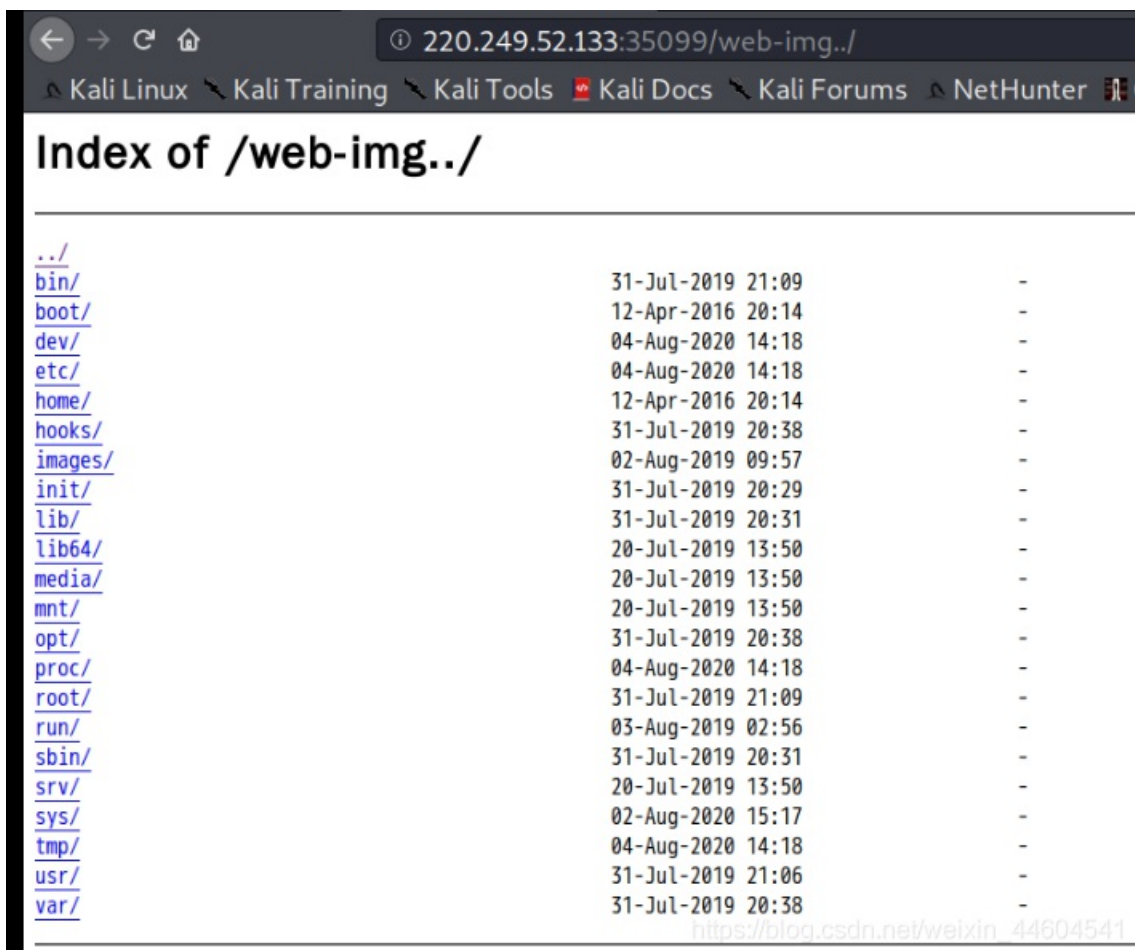 220.249.52.133:35099/web-img../
Kali Linux Kali Training Kali Tools Kali Docs Kali Forums NetHunter
Index of /web-img../
../
bin/ 31-Jul-2019 21:09 -
boot/ 12-Apr-2016 20:14 -
dev/ 04-Aug-2020 14:18 -
etc/ 04-Aug-2020 14:18 -
home/ 12-Apr-2016 20:14 -
hooks/ 31-Jul-2019 20:38 -
images/ 02-Aug-2019 09:57 -
init/ 31-Jul-2019 20:29 -
lib/ 31-Jul-2019 20:31 -
lib64/ 20-Jul-2019 13:50 -
media/ 20-Jul-2019 13:50 -
mnt/ 20-Jul-2019 13:50 -
opt/ 31-Jul-2019 20:38 -
proc/ 04-Aug-2020 14:18 -
root/ 31-Jul-2019 21:09 -
run/ 03-Aug-2019 02:56 -
sbin/ 31-Jul-2019 20:31 -
srv/ 20-Jul-2019 13:50 -
sys/ 02-Aug-2020 15:17 -
tmp/ 04-Aug-2020 14:18 -
usr/ 31-Jul-2019 21:06 -
var/ 31-Jul-2019 20:38 -
https://blog.csdn.net/weixin_44604541